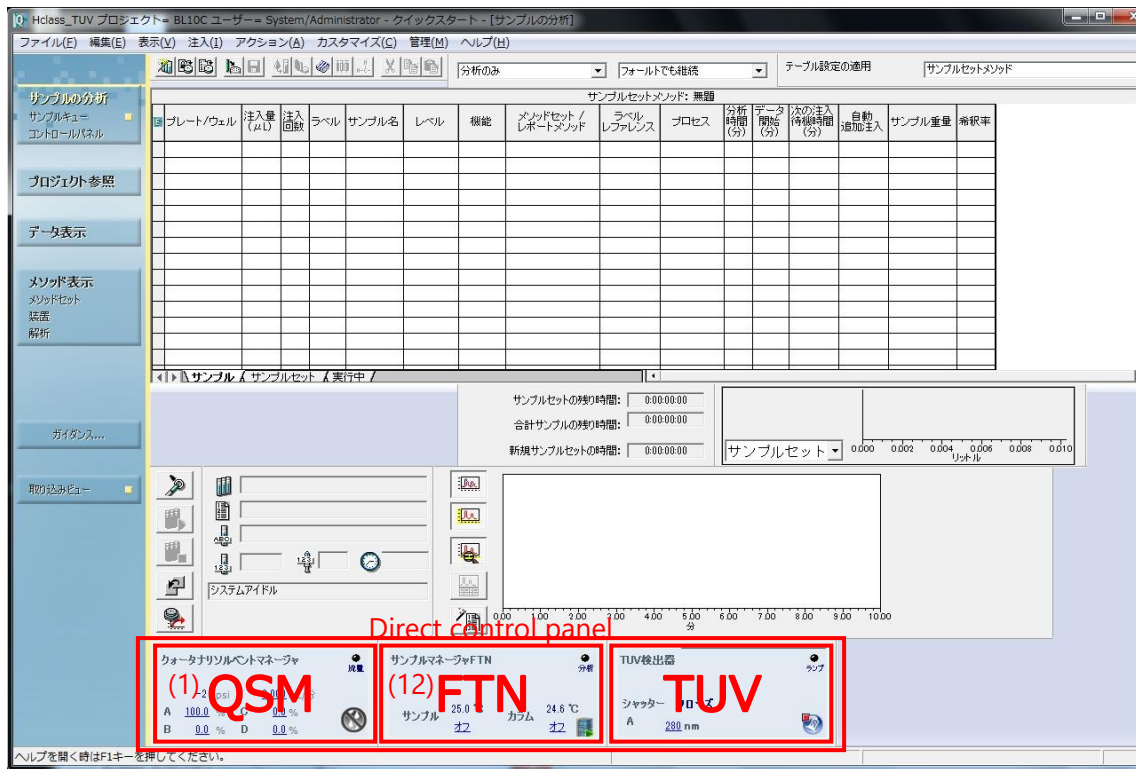 Hclass_TUV プロジェクト= BL10C ユーザー= System/Administrator - クイックスタート - [サンプルの分析]
ファイル(F) 編集(E) 表示(V) 注入(I) アクション(A) カスタマイズ(C) 管理(M) ヘルプ(H)
分析のみ フォールトでも継続 テーブル設定の適用 サンプルセットメソッド
サンプルの分析
サンプルキュー
コントロールパネル
プロジェクト参照
データ表示
メソッド表示
メソッドセット
装置
解析
ガイダンス...
取り込みビュー
サンプルセットメソッド: 無題
プレート/ウェル 注入量(μL) 注入回数 ラベル サンプル名 レベル 機能 メソッドセット / レポートメソッド ラベルレファレンス プロセス 分析時間(分) データ開始(分) 次の注入待機時間(分) 自動追加注入 サンプル重量 希釈率
サンプル サンプルセット 実行中
サンプルセットの残り時間: 0:00:00:00
合計サンプルの残り時間: 0:00:00:00
新規サンプルセットの時間: 0:00:00:00
サンプルセット
0.000 0.002 0.004 0.006 0.008 0.010
リットル
システムアイドル
0.00 1.00 2.00 3.00 4.00 5.00 6.00 7.00 8.00 9.00 10.00
分
Direct control panel
クォータナリソルベントマネージャ 流量
(1) QSM
psi
A 100.0 % C 0.0 %
B 0.0 % D 0.0 %
サンプルマネージャFTN 分析
(12) FTN
サンプル 25.0 ℃ カラム 24.6 ℃
オフ オフ
TUV検出器 ランプ
TUV
シャッター クローズ
A 280 nm
ヘルプを開く時はF1キーを押してください。